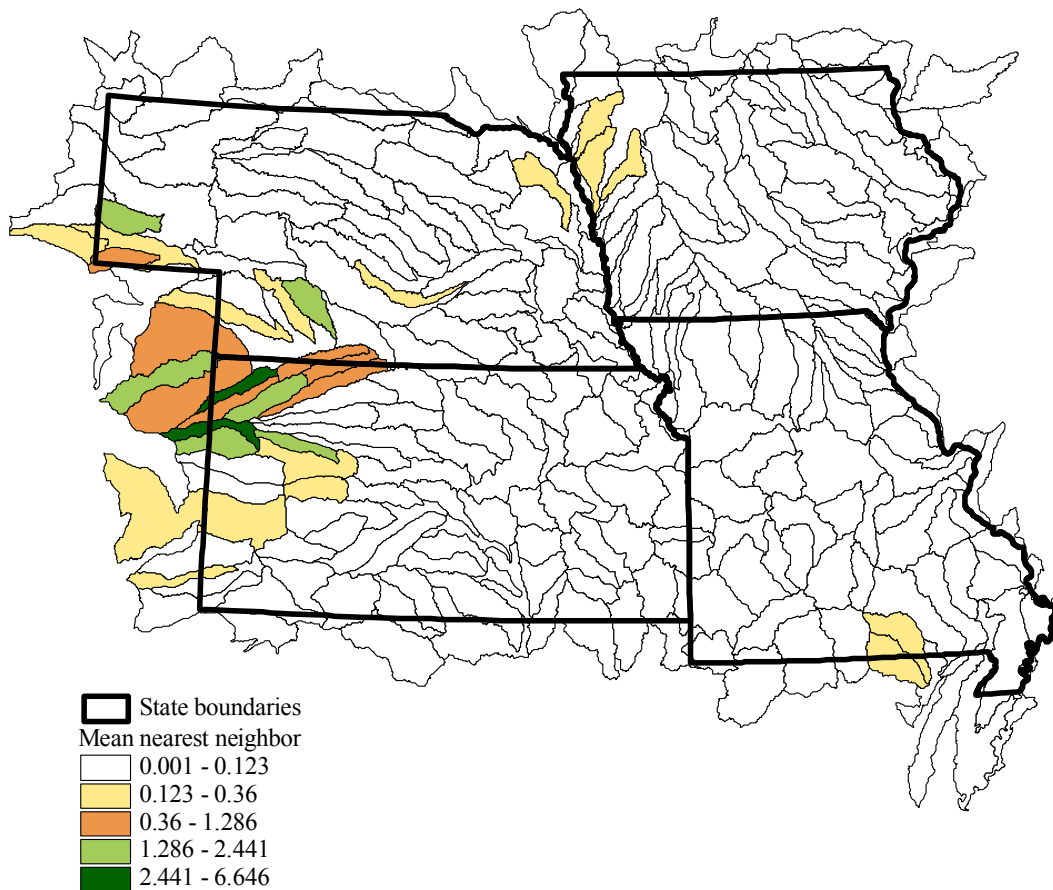 State boundaries
Mean nearest neighbor
0.001 - 0.123
0.123 - 0.36
0.36 - 1.286
1.286 - 2.441
2.441 - 6.646